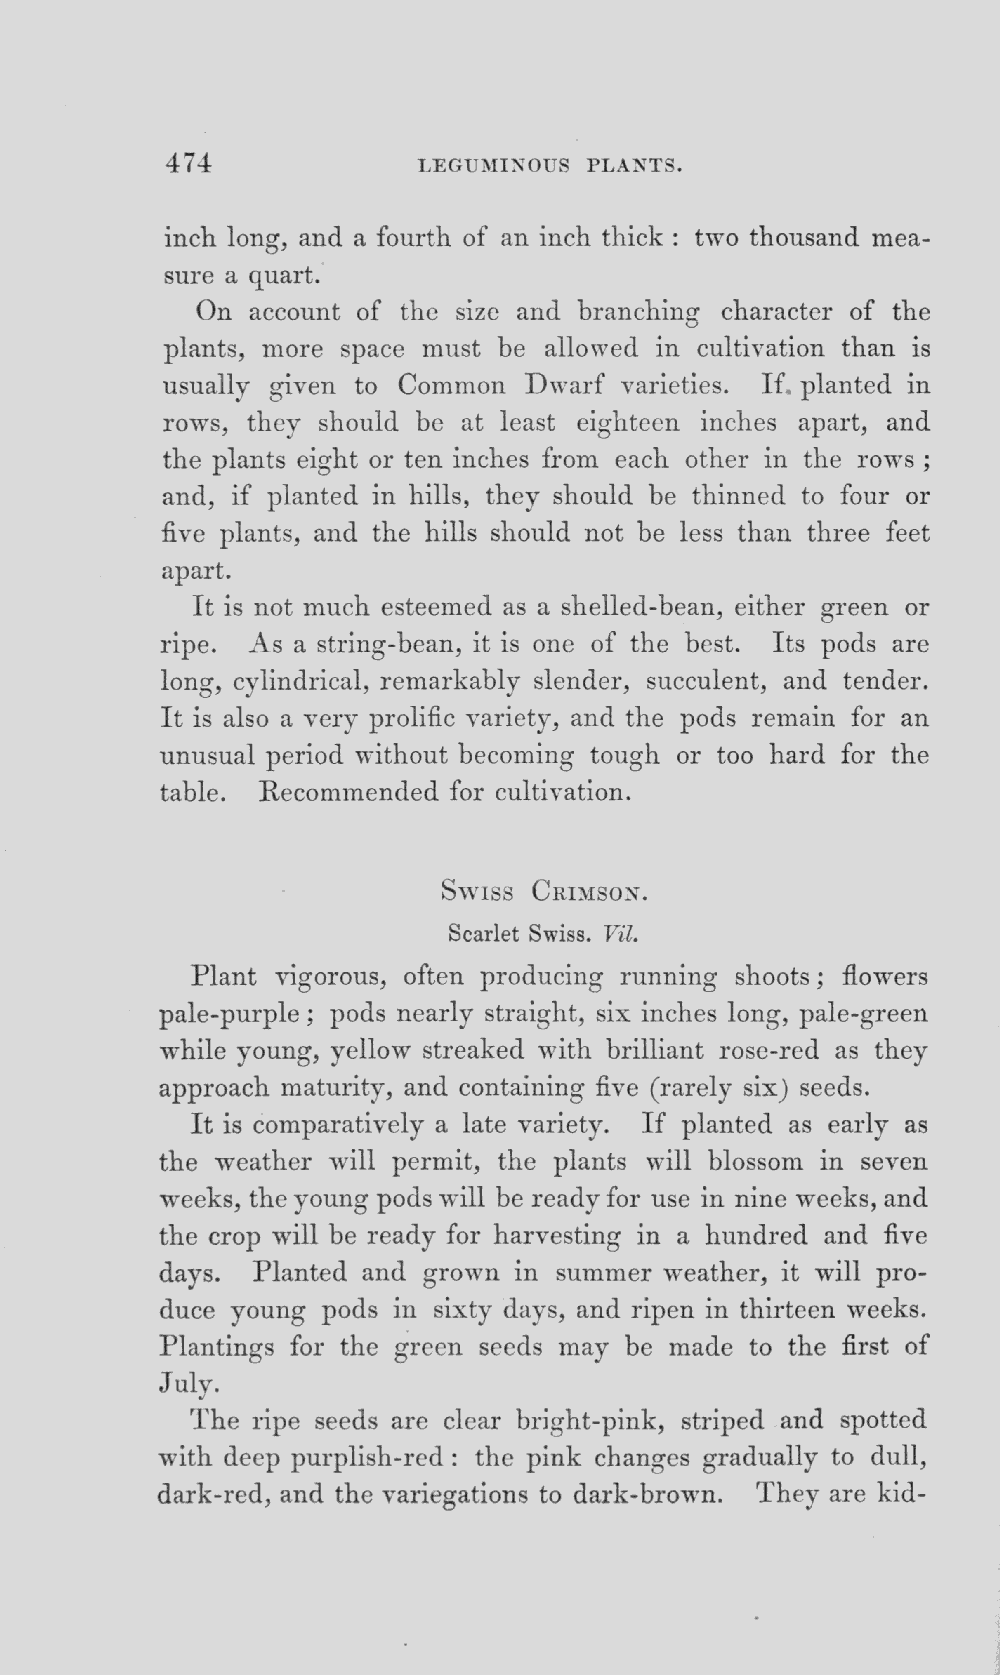 474 LEGUMINOUS PLANTS.
inch long, and a fourth of an inch thick : two thousand mea-
sure a quart.
On account of the size and branching character of the
plants, more space must be allowed in cultivation than is
usually given to Common Dwarf varieties. If planted in
rows, they should be at least eighteen inches apart, and
the plants eight or ten inches from each other in the rows ;
and, if planted in hills, they should be thinned to four or
five plants, and the hills should not be less than three feet
apart.
It is not much esteemed as a shelled-bean, either green or
ripe. As a string-bean, it is one of the best. Its pods are
long, cylindrical, remarkably slender, succulent, and tender.
It is also a very prolific variety, and the pods remain for an
unusual period without becoming tough or too hard for the
table. Recommended for cultivation.
Swiss Crimson.
Scarlet Swiss. Vil.
Plant vigorous, often producing running shoots; flowers
pale-purple; pods nearly straight, six inches long, pale-green
while young, yellow streaked with brilliant rose-red as they
approach maturity, and containing five (rarely six) seeds.
It is comparatively a late variety. If planted as early as
the weather will permit, the plants will blossom in seven
weeks, the young pods will be ready for use in nine weeks, and
the crop will be ready for harvesting in a hundred and five
days. Planted and grown in summer weather, it will pro-
duce young pods in sixty days, and ripen in thirteen weeks.
Plantings for the green seeds may be made to the first of
July.
The ripe seeds are clear bright-pink, striped and spotted
with deep purplish-red : the pink changes gradually to dull,
dark-red, and the variegations to dark-brown. They are kid-